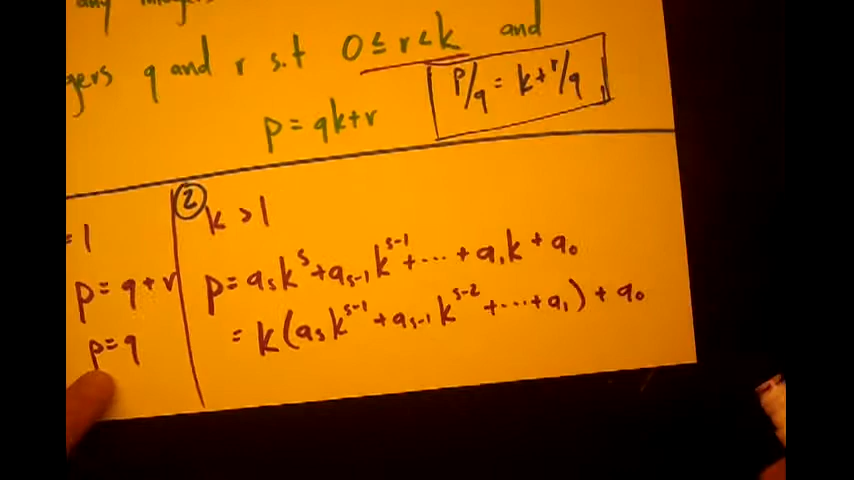 any integers
gers q and r s.t 0 ≤ r < k and
p = qk+r
P/q = k + r/q
= 1
p = q + r
p = q
② k > 1
p = a_s k^s + a_{s-1} k^{s-1} + ... + a_1 k + a_0
= k(a_s k^{s-1} + a_{s-1} k^{s-2} + ... + a_1) + a_0